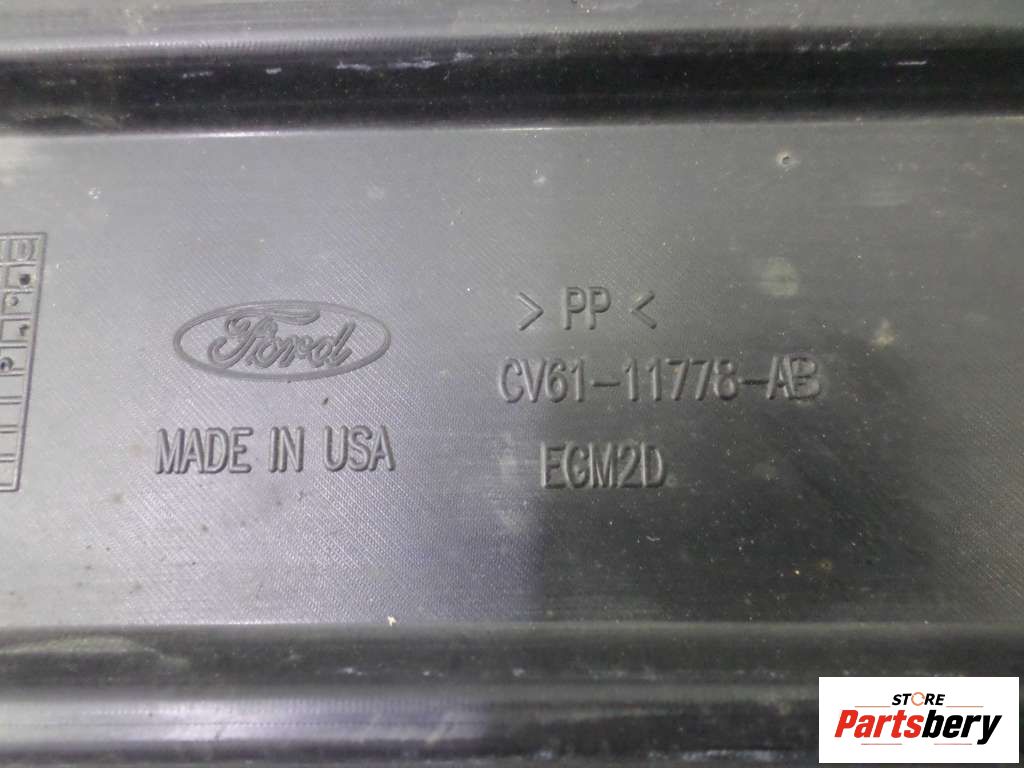 Ford
MADE IN USA
> PP <
CV61-11778-AB
EGM2D
STORE
Partsbery